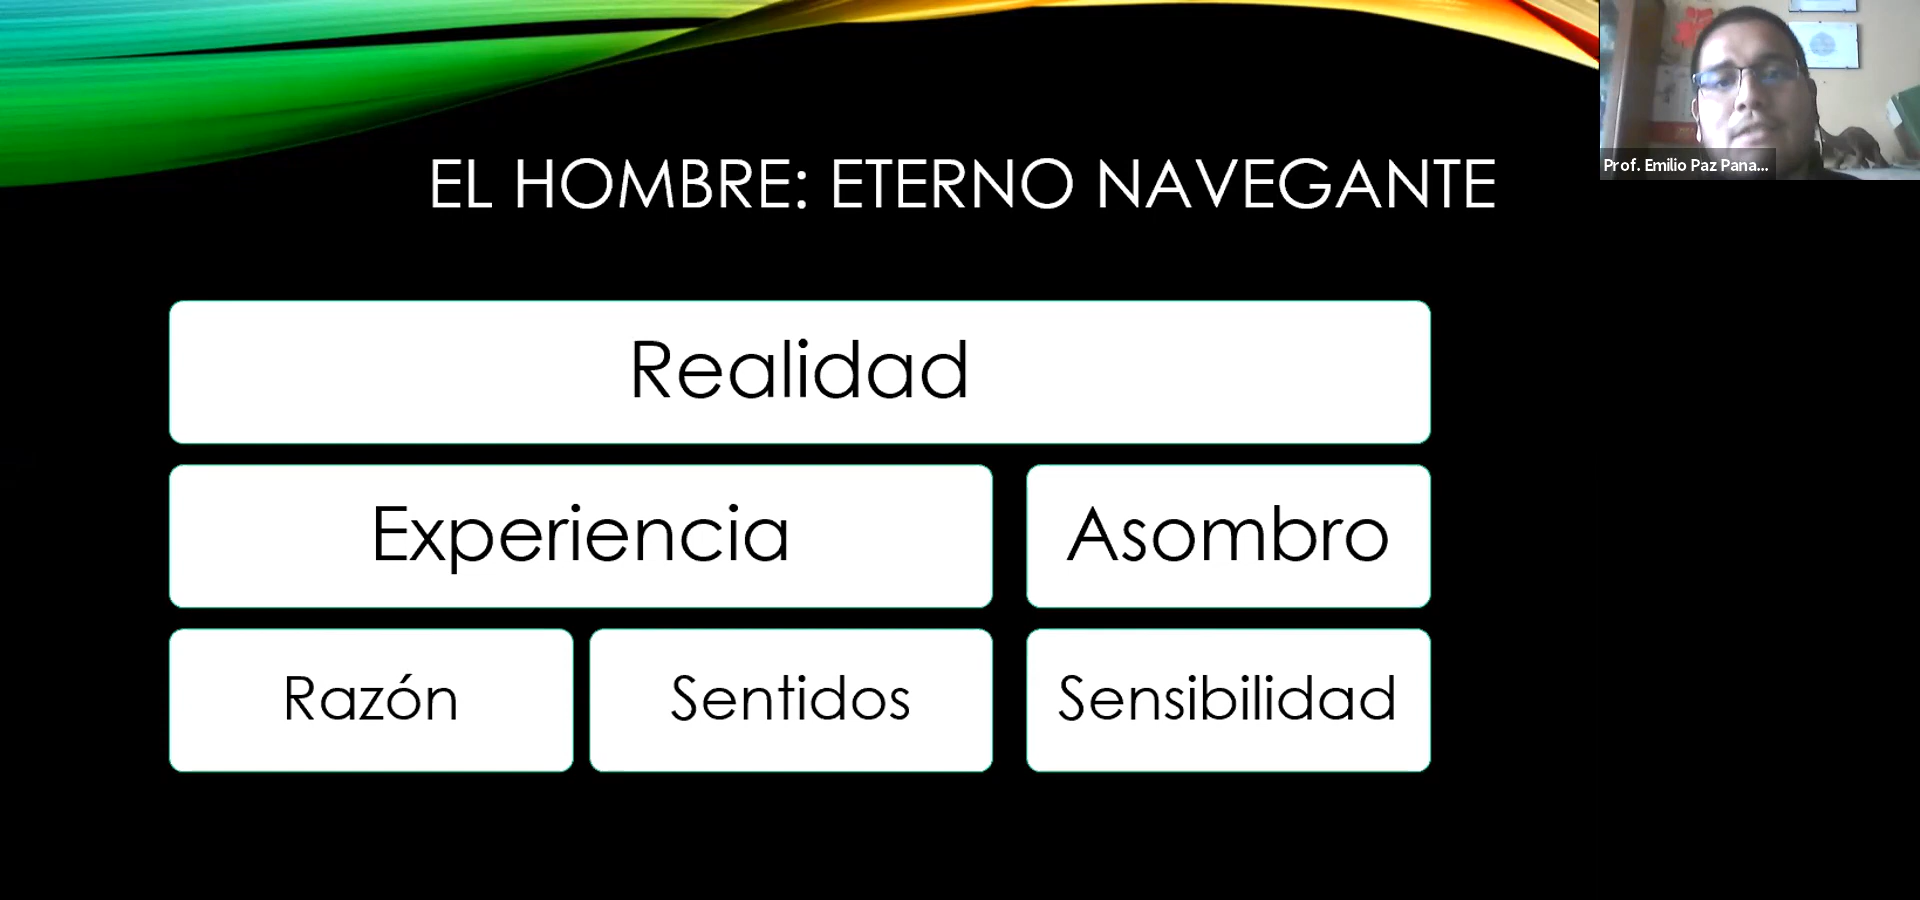 EL HOMBRE: ETERNO NAVEGANTE
Prof. Emilio Paz Pana...
Realidad
Experiencia
Asombro
Razón
Sentidos
Sensibilidad